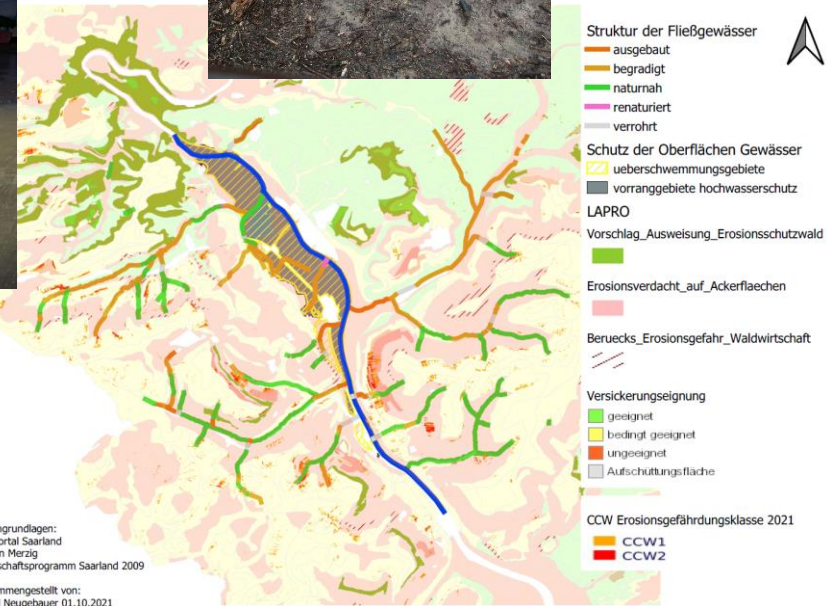 Struktur der Fließgewässer
ausgebaut
begradigt
naturnah
renaturiert
verrohrt
Schutz der Oberflächen Gewässer
ueberschwemmungsgebiete
vorranggebiete hochwasserschutz
LAPRO
Vorschlag_Ausweisung_Erosionsschutzwald
Erosionsverdacht_auf_Ackerflaechen
Beruecks_Erosionsgefahr_Waldwirtschaft
Versickerungseignung
geeignet
bedingt geeignet
ungeeignet
Aufschüttungsfläche
CCW Erosionsgefährdungsklasse 2021
CCW1
CCW2
ngrundlagen:
ortal Saarland
n Merzig
schaftsprogramm Saarland 2009
mmengestellt von:
Neugebauer 01.10.2021